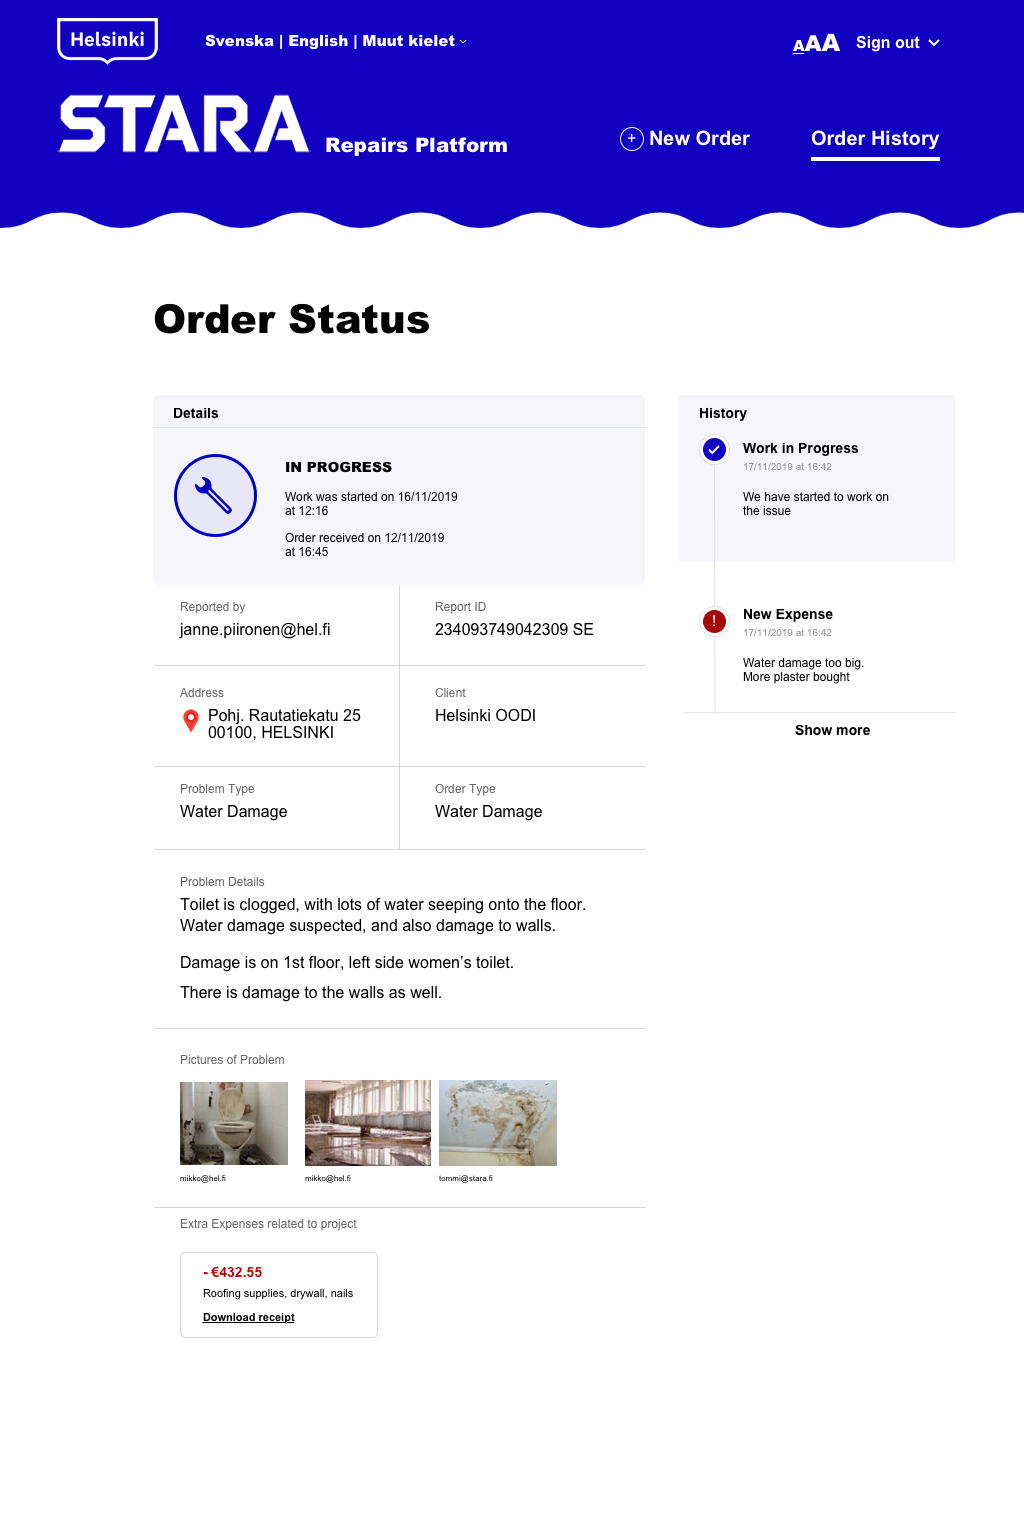 Helsinki
Svenska | English | Muut kielet
AAA
Sign out
STARA
Repairs Platform
+ New Order
Order History
Order Status
Details
IN PROGRESS
Work was started on 16/11/2019
at 12:16
Order received on 12/11/2019
at 16:45
Reported by
janne.piironen@hel.fi
Report ID
234093749042309 SE
Address
Pohj. Rautatiekatu 25
00100, HELSINKI
Client
Helsinki OODI
Problem Type
Water Damage
Order Type
Water Damage
Problem Details
Toilet is clogged, with lots of water seeping onto the floor.
Water damage suspected, and also damage to walls.
Damage is on 1st floor, left side women’s toilet.
There is damage to the walls as well.
Pictures of Problem
mikko@hel.fi
mikko@hel.fi
tommi@stara.fi
Extra Expenses related to project
- €432.55
Roofing supplies, drywall, nails
Download receipt
History
Work in Progress
17/11/2019 at 16:42
We have started to work on
the issue
!
New Expense
17/11/2019 at 16:42
Water damage too big.
More plaster bought
Show more